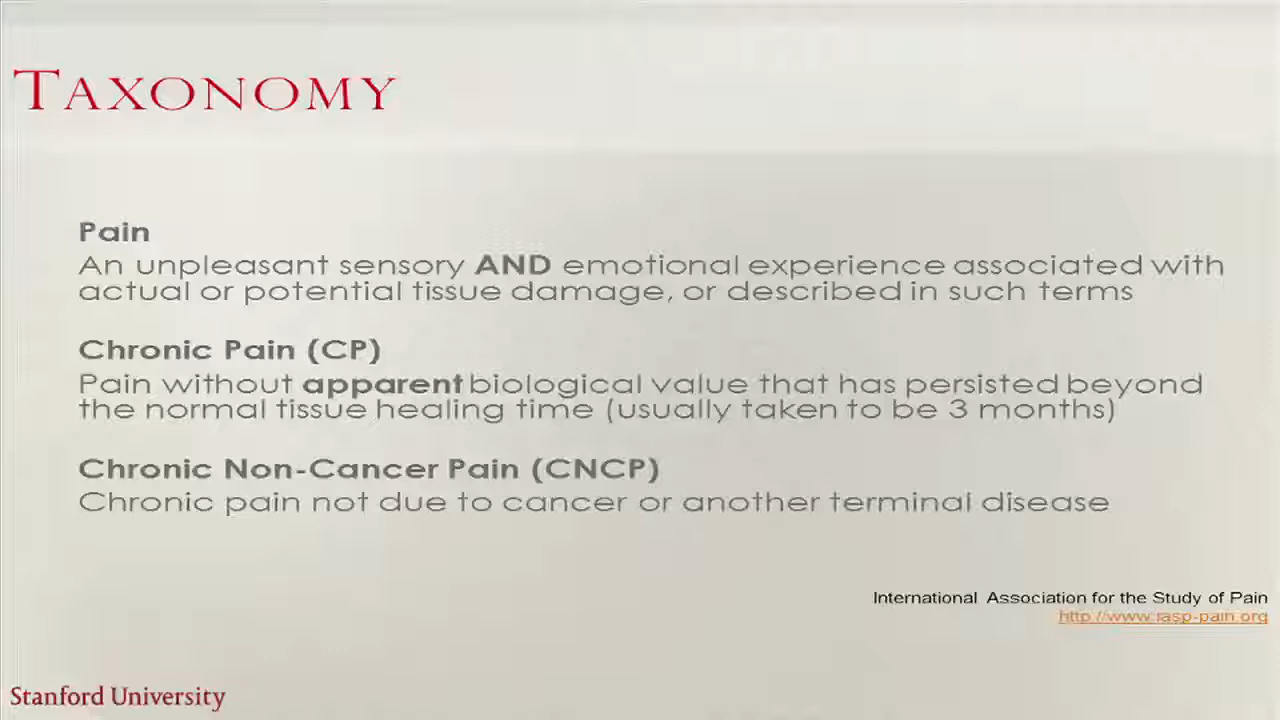 TAXONOMY
Pain
An unpleasant sensory AND emotional experience associated with
actual or potential tissue damage, or described in such terms
Chronic Pain (CP)
Pain without apparent biological value that has persisted beyond
the normal tissue healing time (usually taken to be 3 months)
Chronic Non-Cancer Pain (CNCP)
Chronic pain not due to cancer or another terminal disease
International Association for the Study of Pain
http://www.iasp-pain.org
Stanford University